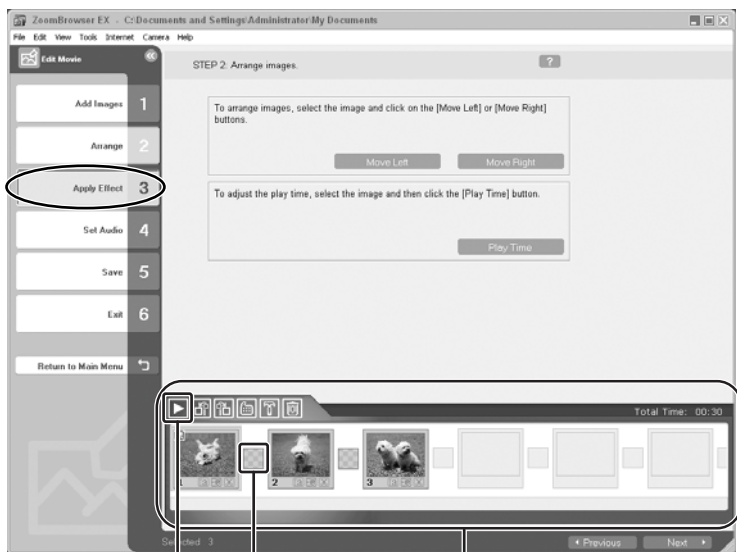 ZoomBrowser EX - C:\Documents and Settings\Administrator\My Documents
File Edit View Tools Internet Camera Help
Edit Movie
STEP 2: Arrange images.
?
Add Images 1
Arrange 2
Apply Effect 3
Set Audio 4
Save 5
Exit 6
Return to Main Menu
To arrange images, select the image and click on the [Move Left] or [Move Right]
buttons.
Move Left Move Right
To adjust the play time, select the image and then click the [Play Time] button.
Play Time
Total Time: 00:30
1 2 3
Selected 3
Previous Next